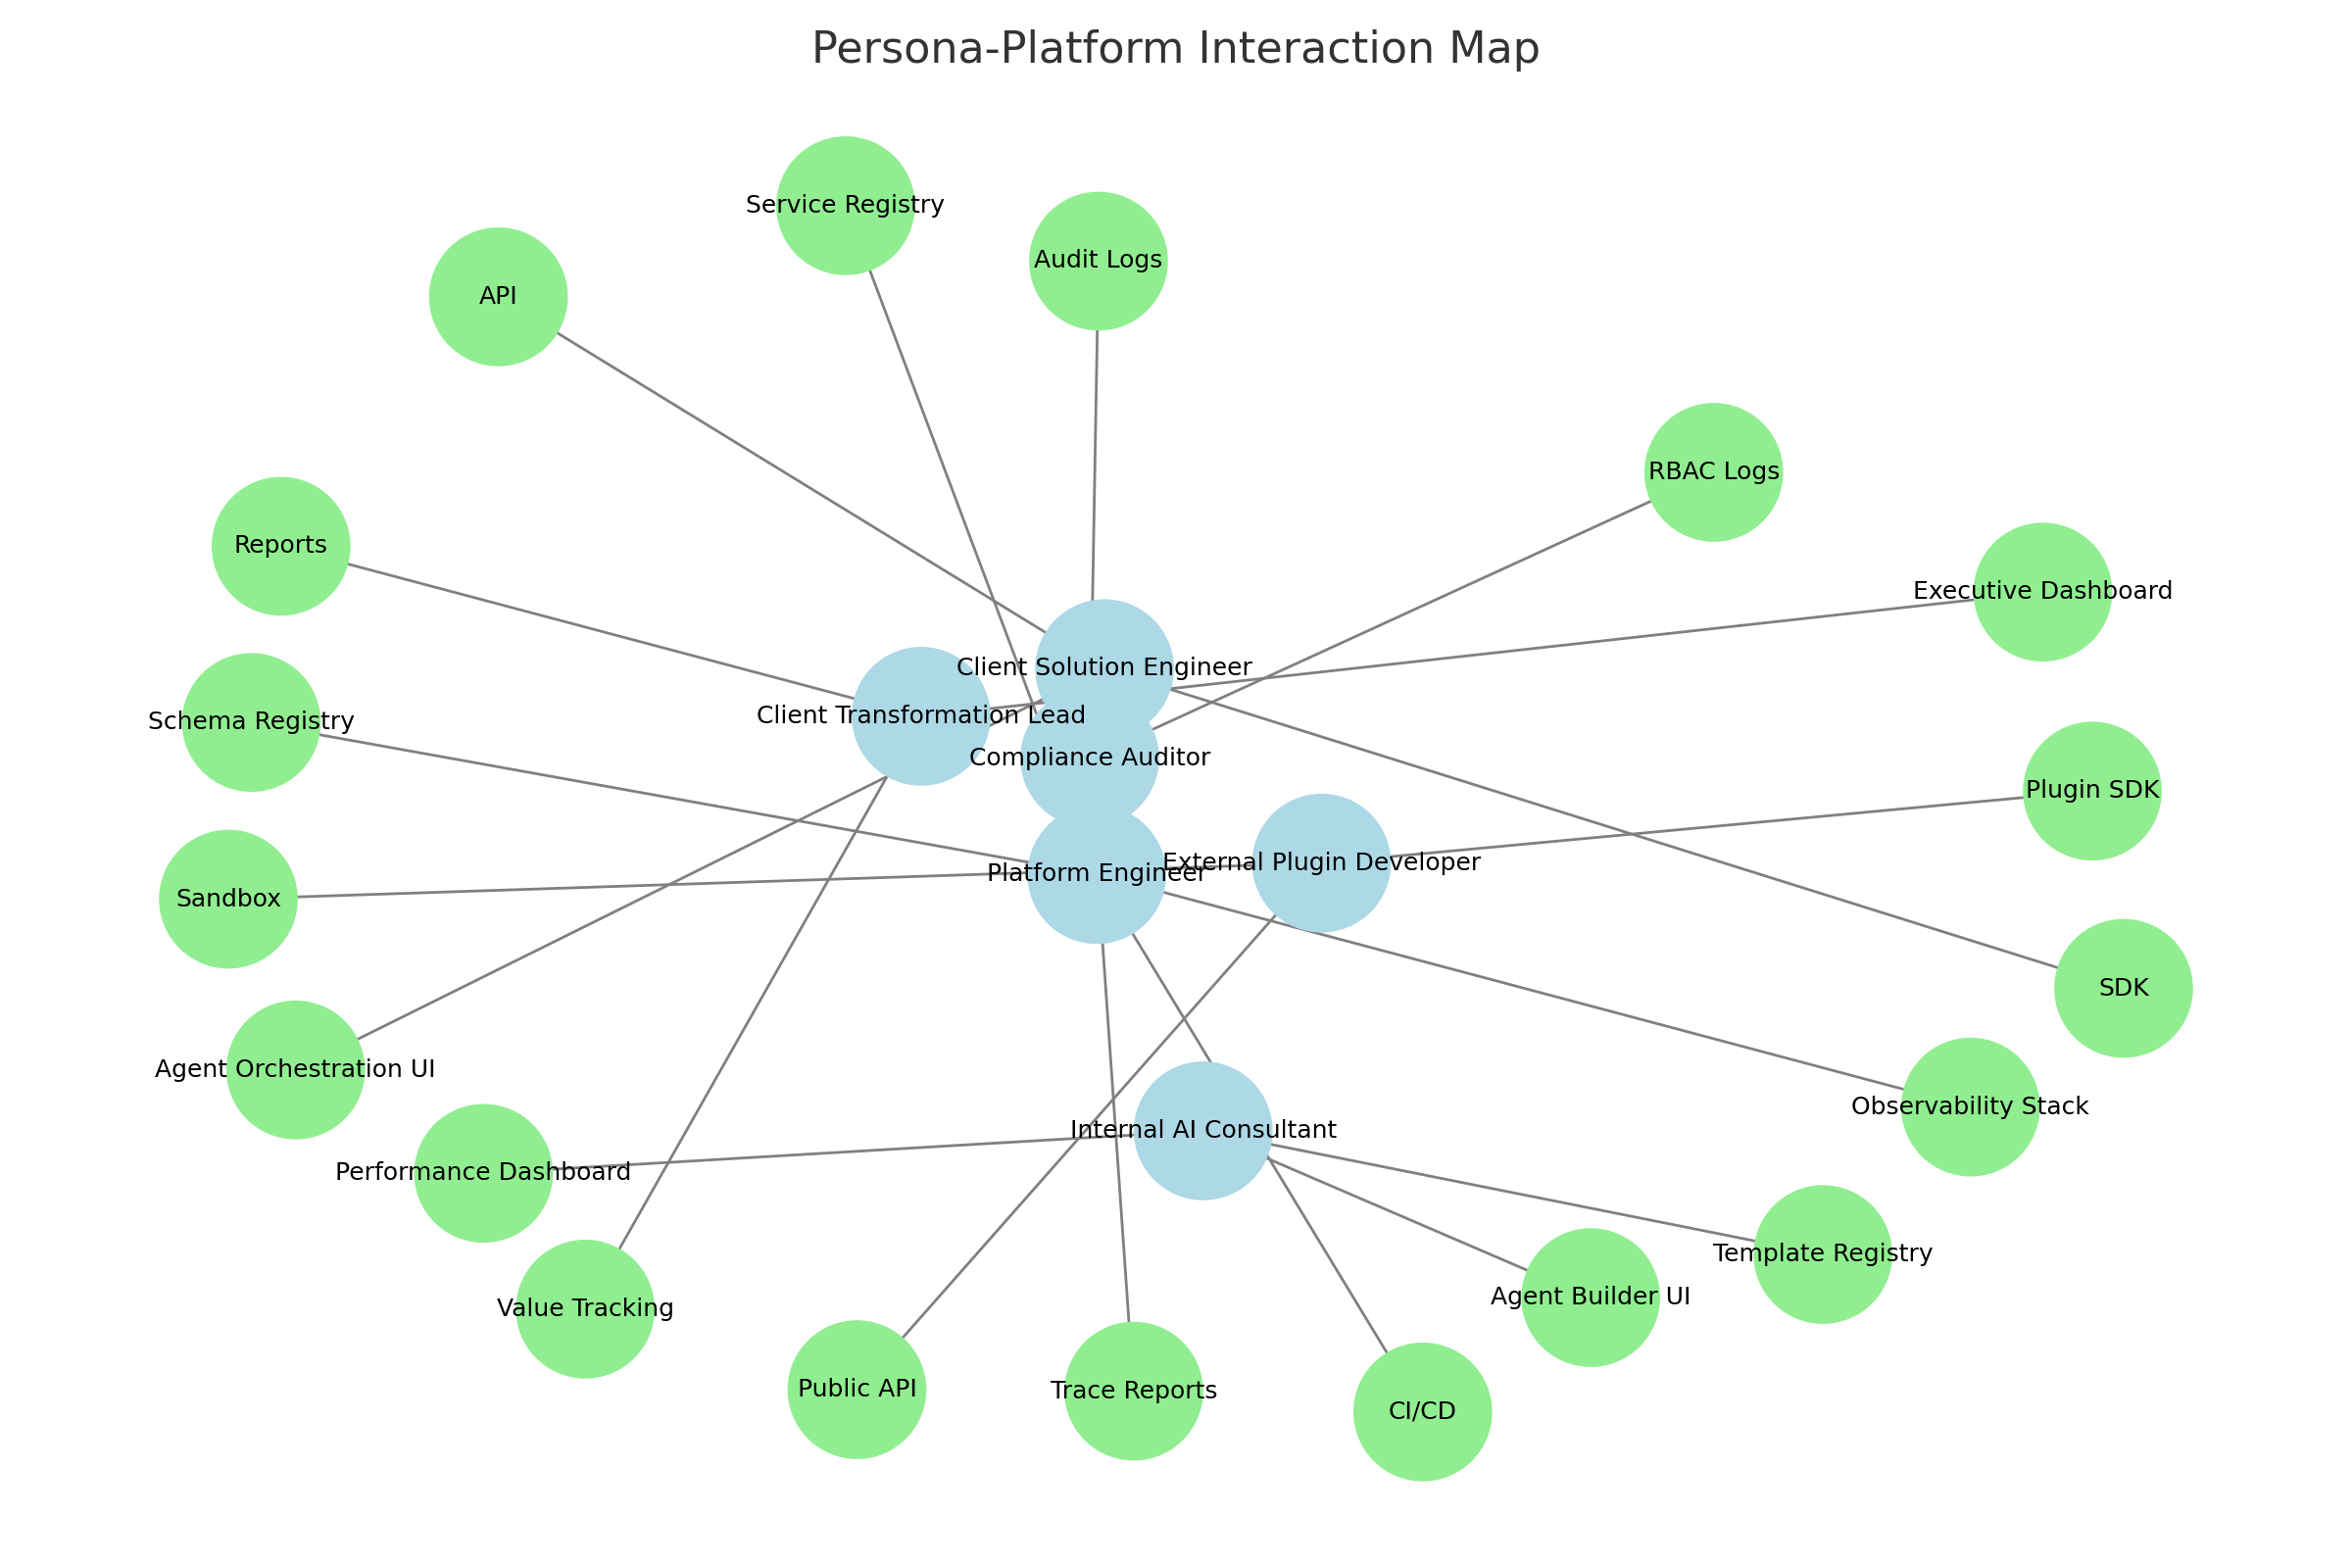 Persona-Platform Interaction Map
Service Registry
Audit Logs
API
RBAC Logs
Reports
Executive Dashboard
Client Solution Engineer
Client Transformation Lead
Schema Registry
Compliance Auditor
Plugin SDK
External Plugin Developer
Platform Engineer
Sandbox
SDK
Agent Orchestration UI
Observability Stack
Internal AI Consultant
Performance Dashboard
Template Registry
Agent Builder UI
Value Tracking
Public API
Trace Reports
CI/CD